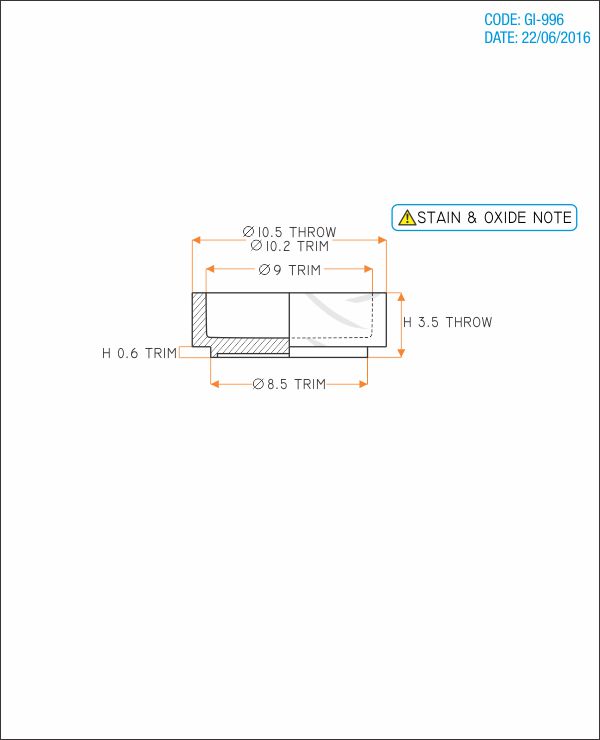 CODE: GI-996
DATE: 22/06/2016
STAIN & OXIDE NOTE
Ø10.5 THROW
Ø10.2 TRIM
Ø9 TRIM
H 3.5 THROW
H 0.6 TRIM
Ø8.5 TRIM